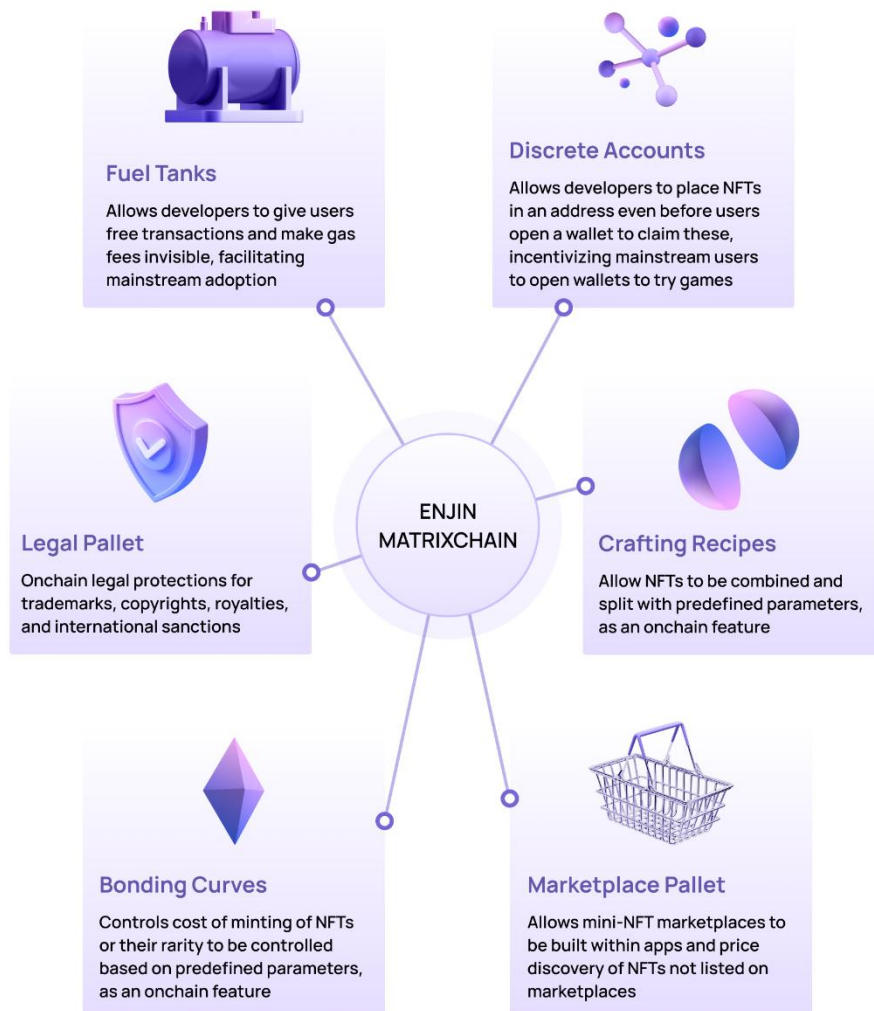 Fuel Tanks
Allows developers to give users
free transactions and make gas
fees invisible, facilitating
mainstream adoption
Discrete Accounts
Allows developers to place NFTs
in an address even before users
open a wallet to claim these,
incentivizing mainstream users
to open wallets to try games
Legal Pallet
Onchain legal protections for
trademarks, copyrights, royalties,
and international sanctions
ENJIN
MATRIXCHAIN
Crafting Recipes
Allow NFTs to be combined and
split with predefined parameters,
as an onchain feature
Bonding Curves
Controls cost of minting of NFTs
or their rarity to be controlled
based on predefined parameters,
as an onchain feature
Marketplace Pallet
Allows mini-NFT marketplaces to
be built within apps and price
discovery of NFTs not listed on
marketplaces